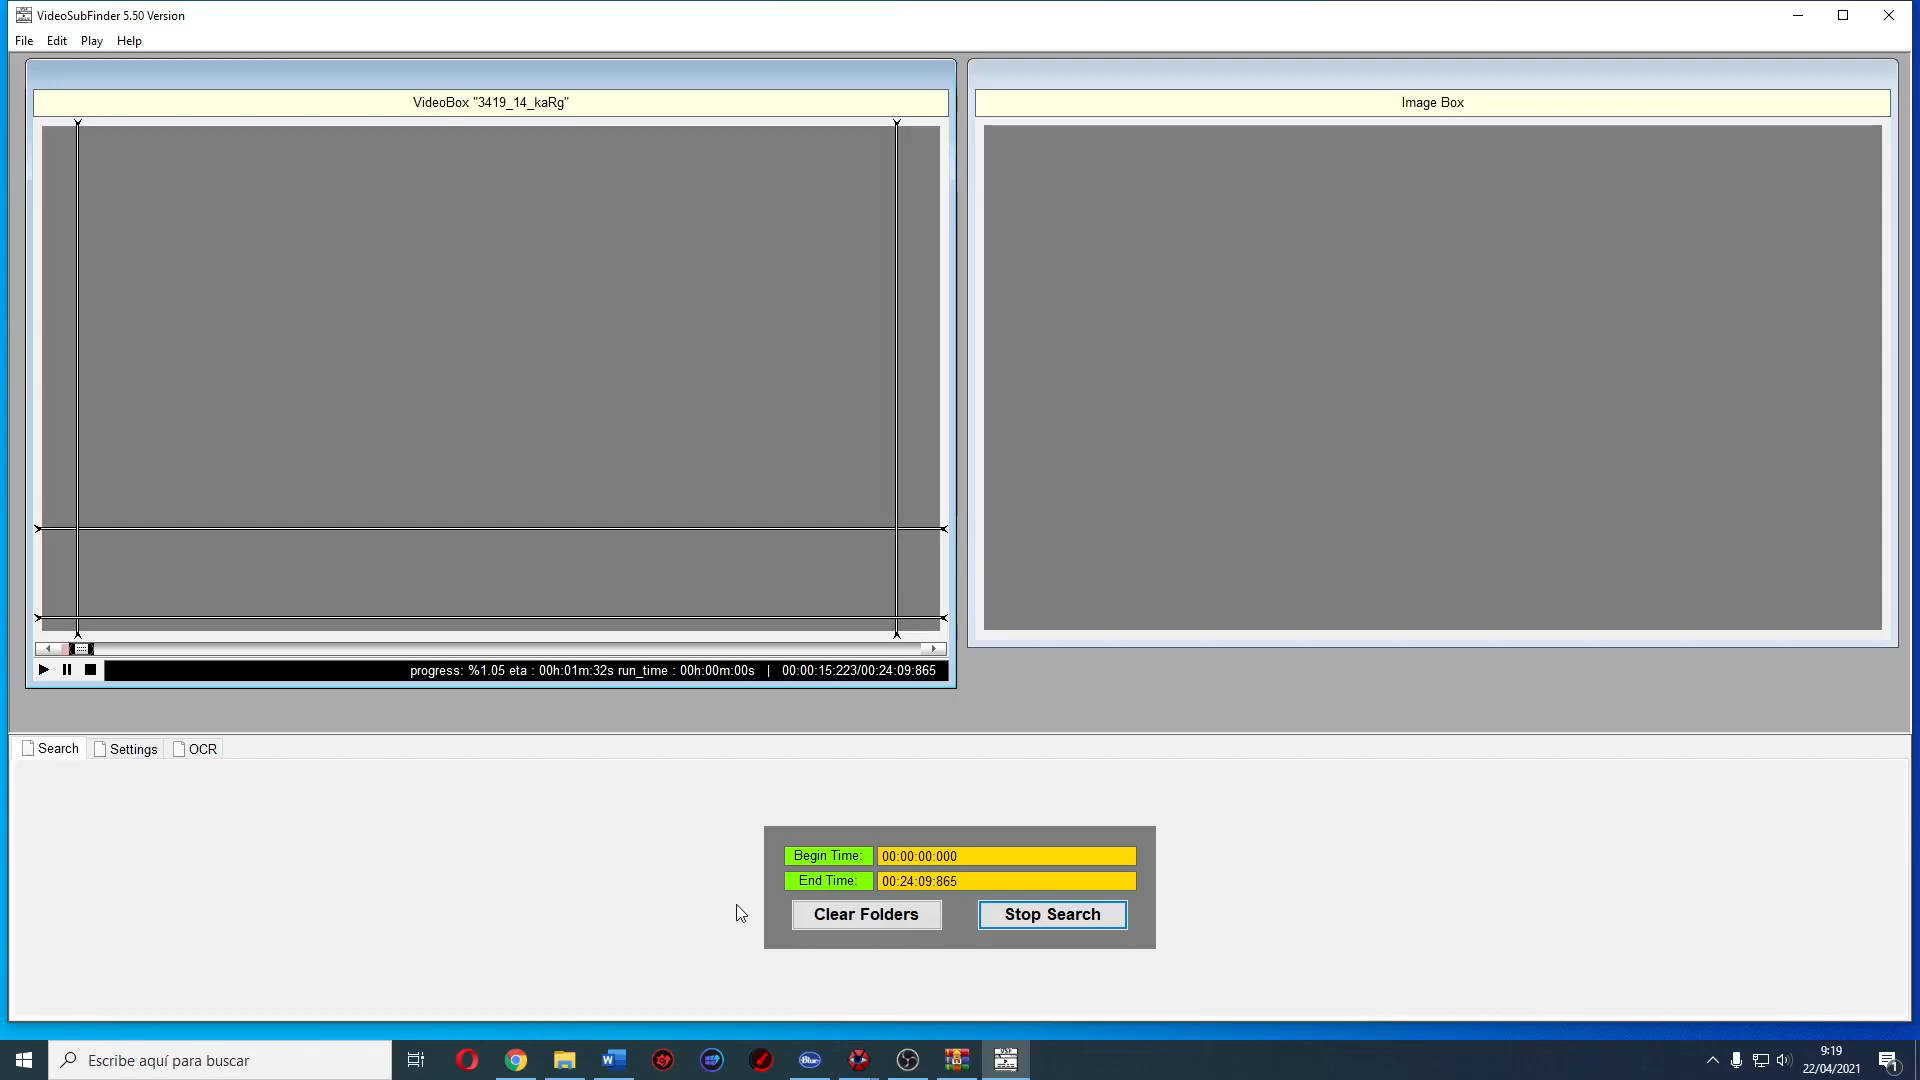 VideoSubFinder 5.50 Version
File Edit Play Help
VideoBox "3419_14_kaRg"
Image Box
progress: %1.05 eta : 00h:01m:32s run_time : 00h:00m:00s | 00:00:15:223/00:24:09:865
Search Settings OCR
Begin Time: 00:00:00:000
End Time: 00:24:09:865
Clear Folders Stop Search
Escribe aquí para buscar
9:19
22/04/2021
1